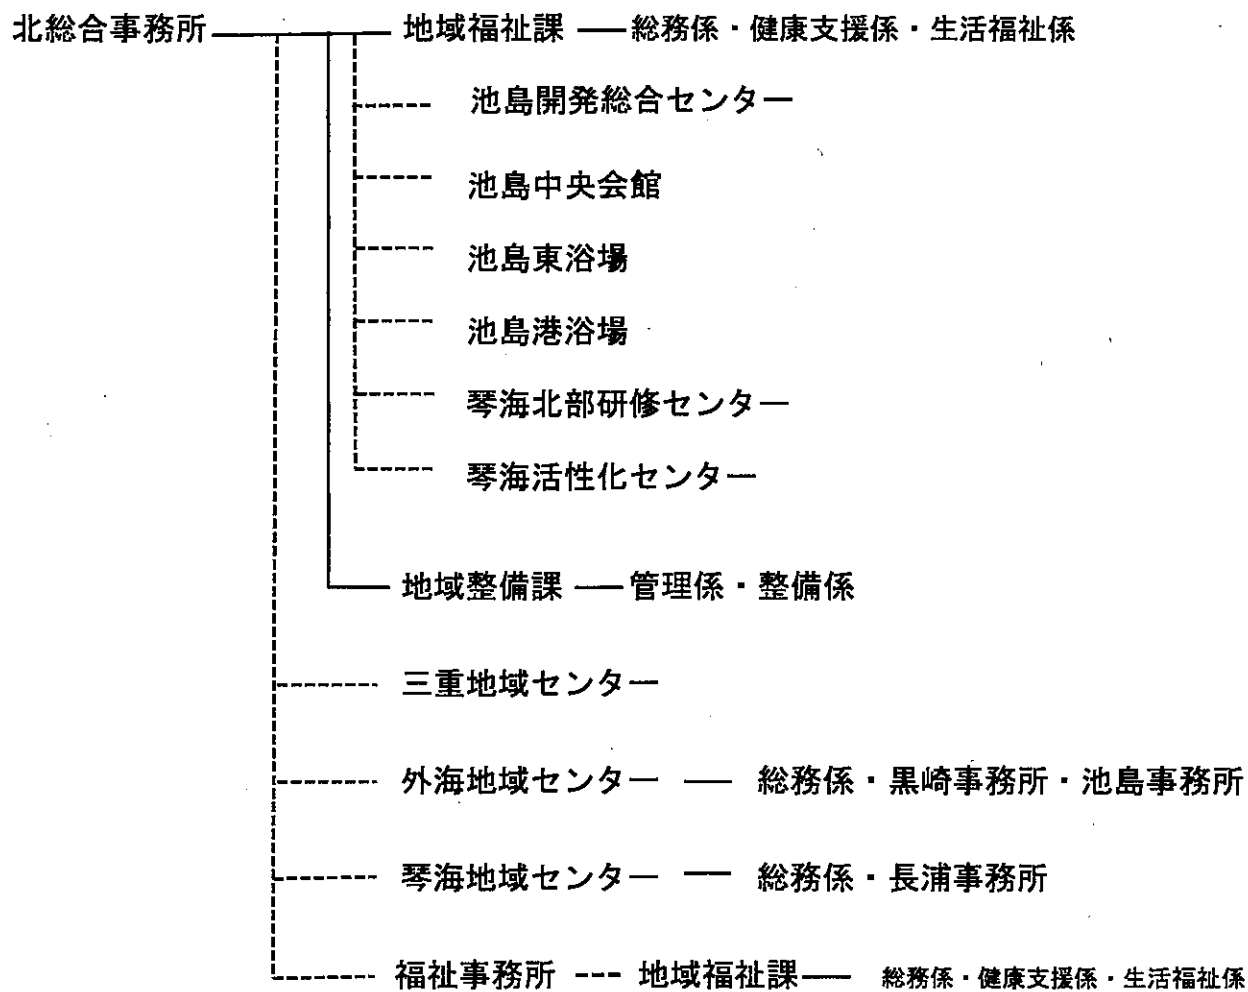 北総合事務所 地域福祉課 総務係・健康支援係・生活福祉係
池島開発総合センター
池島中央会館
池島東浴場
池島港浴場
琴海北部研修センター
琴海活性化センター
地域整備課 管理係・整備係
三重地域センター
外海地域センター 総務係・黒崎事務所・池島事務所
琴海地域センター 総務係・長浦事務所
福祉事務所 地域福祉課 総務係・健康支援係・生活福祉係